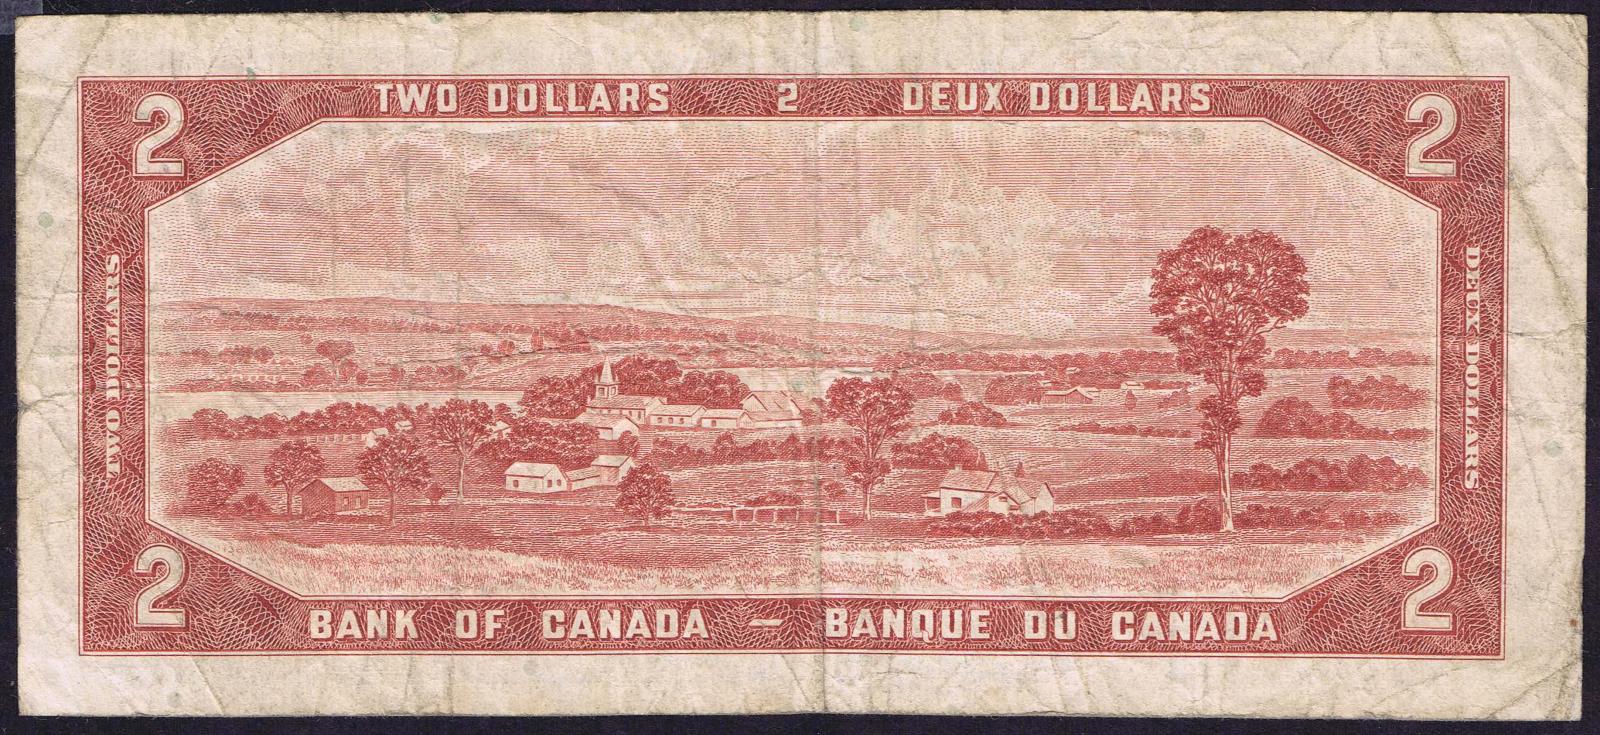 TWO DOLLARS 2 DEUX DOLLARS
2 2
TWO DOLLARS
DEUX DOLLARS
2 2
BANK OF CANADA – BANQUE DU CANADA